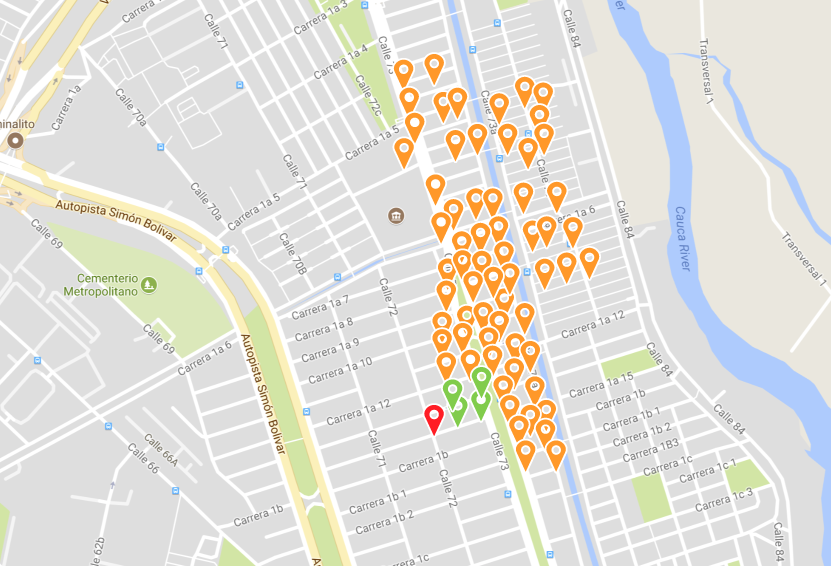 Carrera 1a 3
Calle 84
Calle 71
Calle 73
Carrera 1a 4
Transversal 1
Calle 72c
Carrera 1a
Calle 70a
Calle 73a
Carrera 1a 5
Calle
Calle 71
Calle 70a
Carrera 1a 5
Autopista Simón Bolivar
1a 6
Calle 84
Cauca River
Calle 69
Calle 70B
Transversal 1
Cementerio
Metropolitano
Calle 72
Carrera 1a 7
Carrera 1a 8
Carrera 1a 12
Calle 69
Carrera 1a 9
Carrera 1a 6
Autopista Simón Bolivar
Carrera 1a 10
Calle 84
Carrera 1a 15
Carrera 1a 12
Carrera 1b
Carrera 1b 1
Calle 84
Calle 66A
Calle 66
Calle 71
Calle 73
Carrera 1b 2
Carrera 1B3
Carrera 1b
Carrera 1c
Carrera 1c 1
Calle 72
Carrera 1b 1
Carrera 1c 3
Carrera 1b
Carrera 1b 2
Calle 62b
Calle 84
Carrera 1c